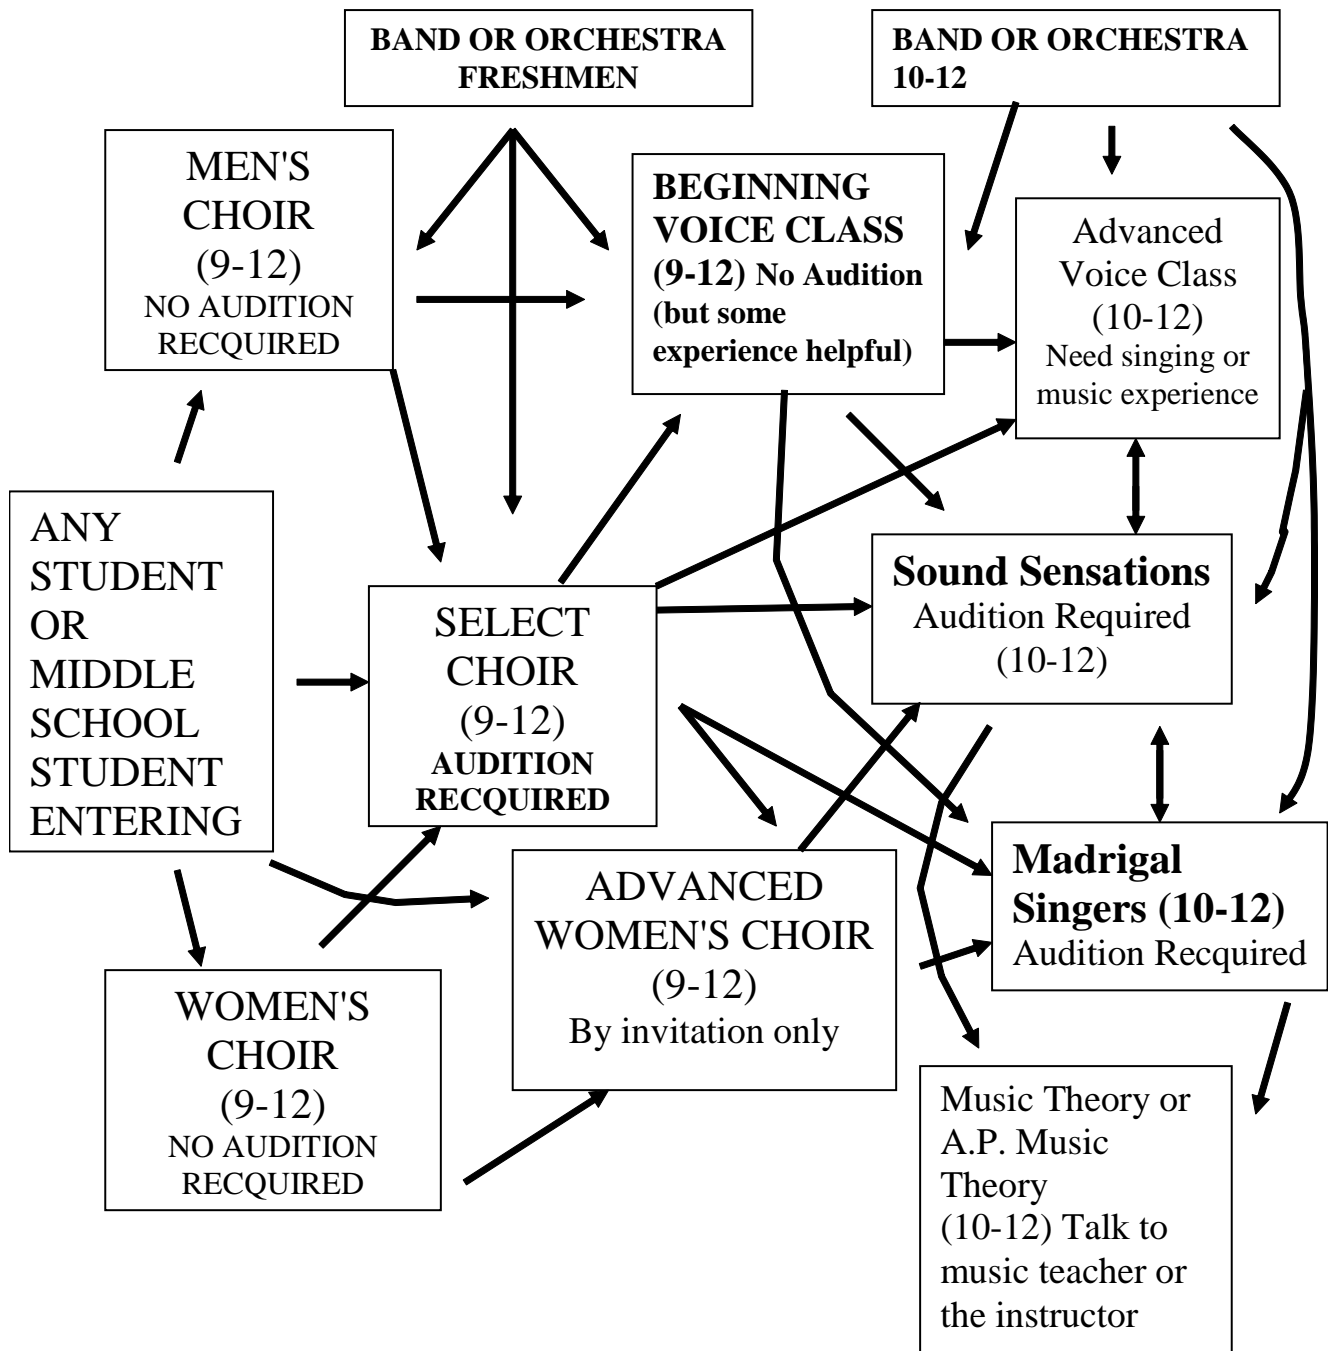 BAND OR ORCHESTRA
FRESHMEN
BAND OR ORCHESTRA
10-12
MEN'S
CHOIR
(9-12)
NO AUDITION
RECQUIRED
BEGINNING
VOICE CLASS
(9-12) No Audition
(but some
experience helpful)
Advanced
Voice Class
(10-12)
Need singing or
music experience
ANY
STUDENT
OR
MIDDLE
SCHOOL
STUDENT
ENTERING
SELECT
CHOIR
(9-12)
AUDITION
RECQUIRED
Sound Sensations
Audition Required
(10-12)
ADVANCED
WOMEN'S CHOIR
(9-12)
By invitation only
Madrigal
Singers (10-12)
Audition Recquired
WOMEN'S
CHOIR
(9-12)
NO AUDITION
RECQUIRED
Music Theory or
A.P. Music
Theory
(10-12) Talk to
music teacher or
the instructor